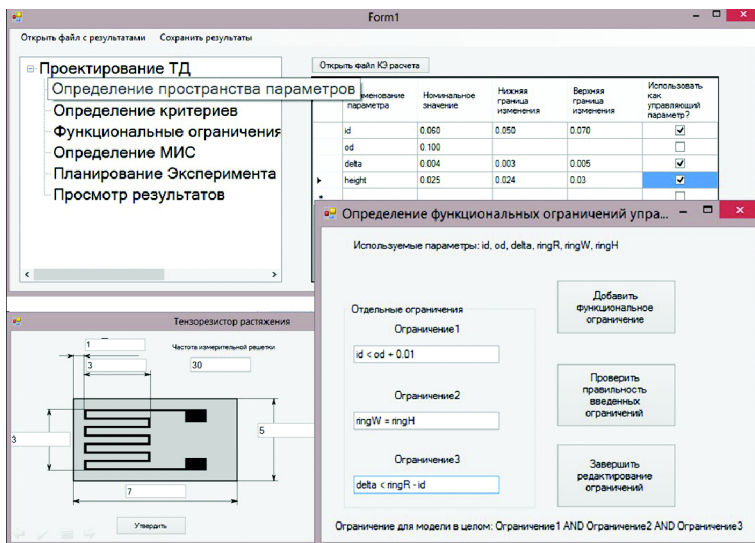 Form1
Открыть файл с результатами Сохранить результаты
Проектирование ТД
Определение пространства параметров
Определение критериев
Функциональные ограничения
Определение МИС
Планирование Эксперимента
Просмотр результатов
Открыть файл КЭ расчета
параметра
Номинальное значение
Нижняя граница изменения
Верхняя граница изменения
Использовать как управляющий параметр?
id 0.060 0.050 0.070
od 0.100
delta 0.004 0.003 0.005
height 0.025 0.024 0.03
Определение функциональных ограничений упра...
Используемые параметры: id, od, delta, ringR, ringW, ringH
Отдельные ограничения
Ограничение1
id < od + 0.01
Ограничение2
ringW = ringH
Ограничение3
delta < ringR - id
Добавить функциональное ограничение
Проверить правильность введенных ограничений
Завершить редактирование ограничений
Ограничение для модели в целом: Ограничение1 AND Ограничение2 AND Ограничение3
Тензорезистор растяжения
Частота измерительной решетки
30
1
3
3
5
7
Утвердить